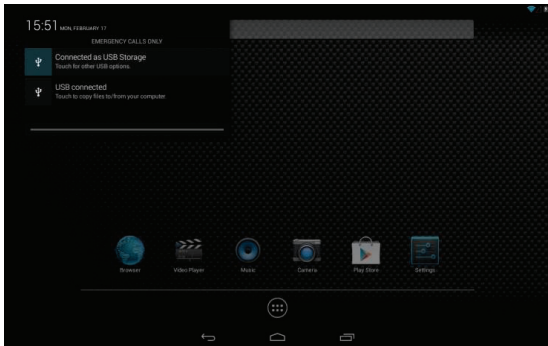 15:51 MON, FEBRUARY 17
EMERGENCY CALLS ONLY
Connected as USB Storage
Touch for other USB options.
USB connected
Touch to copy files to/from your computer.
Browser Video Player Music Camera Play Store Settings